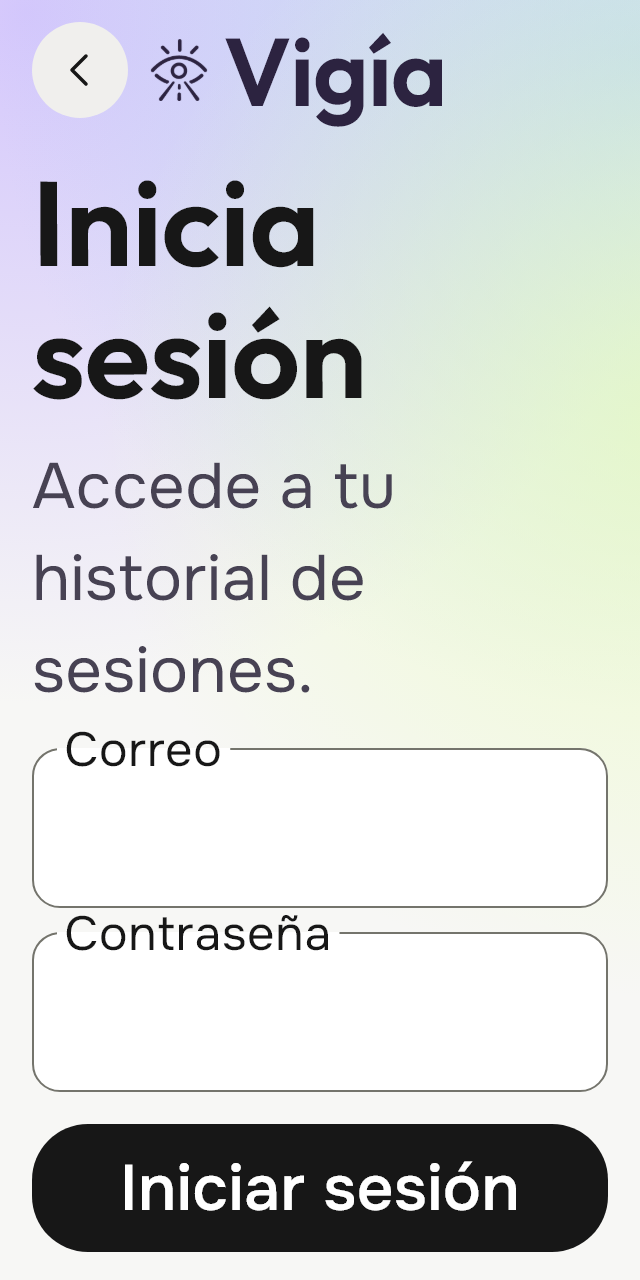 Vigía
Inicia
sesión
Accede a tu
historial de
sesiones.
Correo
Contraseña
Iniciar sesión